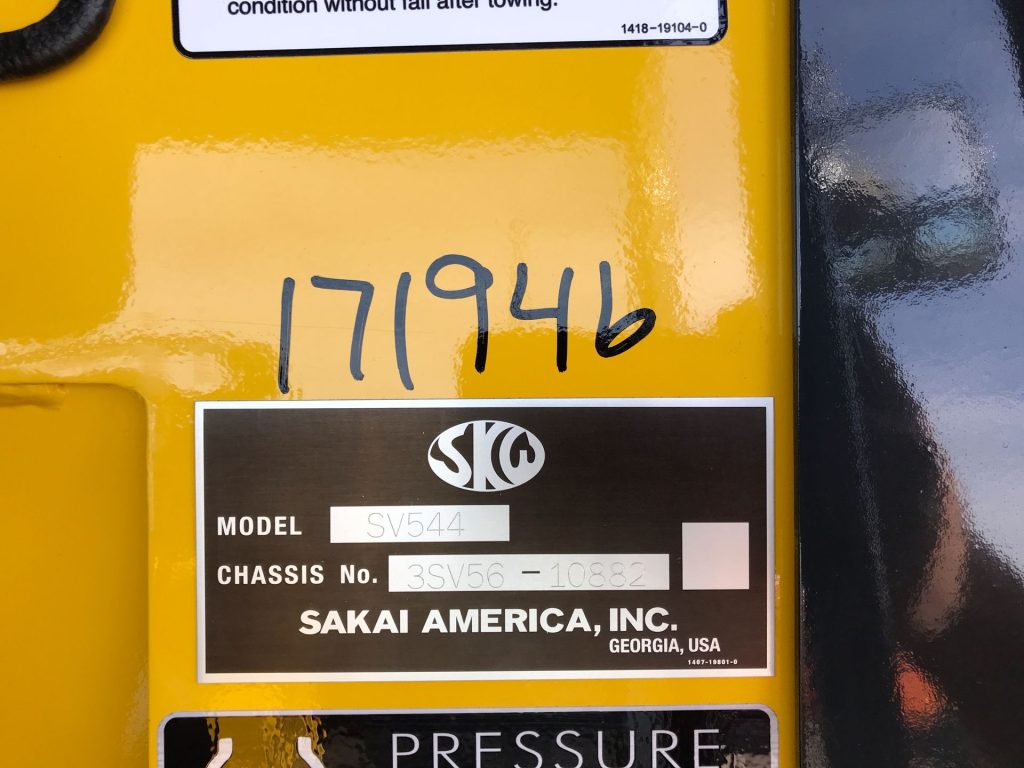 condition without fail after towing.
1418-19104-0
171946
SKW
MODEL SV544
CHASSIS No. 3SV56-10882
SAKAI AMERICA, INC.
GEORGIA, USA
1407-19801-0
PRESSURE